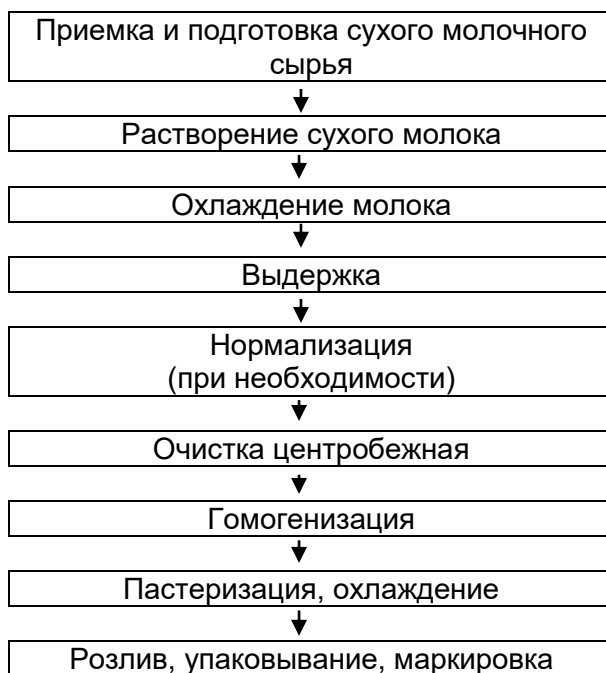 Приемка и подготовка сухого молочного
сырья
Растворение сухого молока
Охлаждение молока
Выдержка
Нормализация
(при необходимости)
Очистка центробежная
Гомогенизация
Пастеризация, охлаждение
Розлив, упаковывание, маркировка